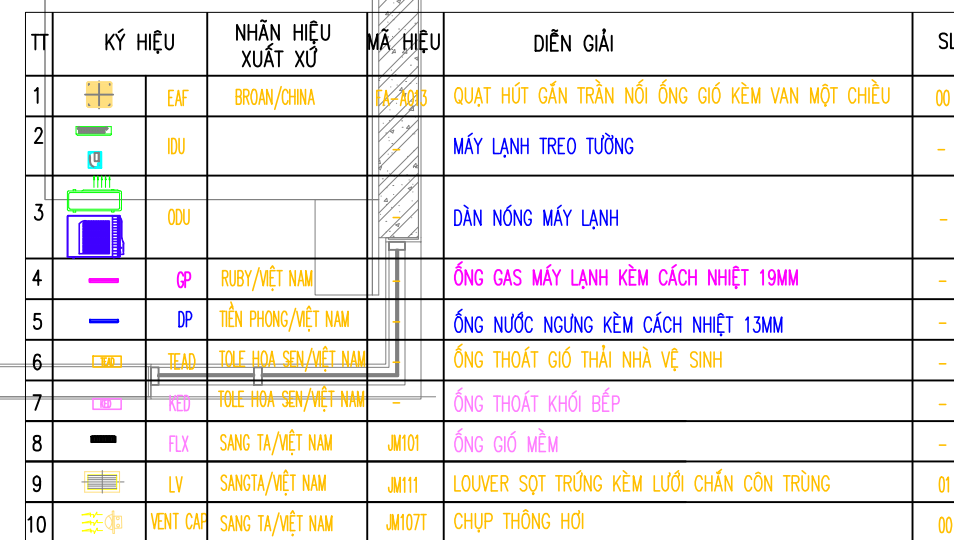 TT KÝ HIỆU NHÃN HIỆU XUẤT XỨ MÃ HIỆU DIỄN GIẢI SL
1 EAF BROAN/CHINA QUẠT HÚT GẮN TRẦN NỐI ỐNG GIÓ KÈM VAN MỘT CHIỀU 00
2 IDU - MÁY LẠNH TREO TƯỜNG -
3 ODU - DÀN NÓNG MÁY LẠNH -
4 GP RUBY/VIỆT NAM - ỐNG GAS MÁY LẠNH KÈM CÁCH NHIỆT 19MM -
5 DP TIỀN PHONG/VIỆT NAM - ỐNG NƯỚC NGƯNG KÈM CÁCH NHIỆT 13MM -
6 TEAD TEAD TOLE HOA SEN/VIỆT NAM - ỐNG THOÁT GIÓ THẢI NHÀ VỆ SINH -
7 KED KED TOLE HOA SEN/VIỆT NAM - ỐNG THOÁT KHÓI BẾP -
8 FLX SANG TA/VIỆT NAM JM101 ỐNG GIÓ MỀM -
9 LV SANGTA/VIỆT NAM JM111 LOUVER SỌT TRỨNG KÈM LƯỚI CHẮN CÔN TRÙNG 01
10 VENT CAP SANG TA/VIỆT NAM JM107T CHỤP THÔNG HƠI 00